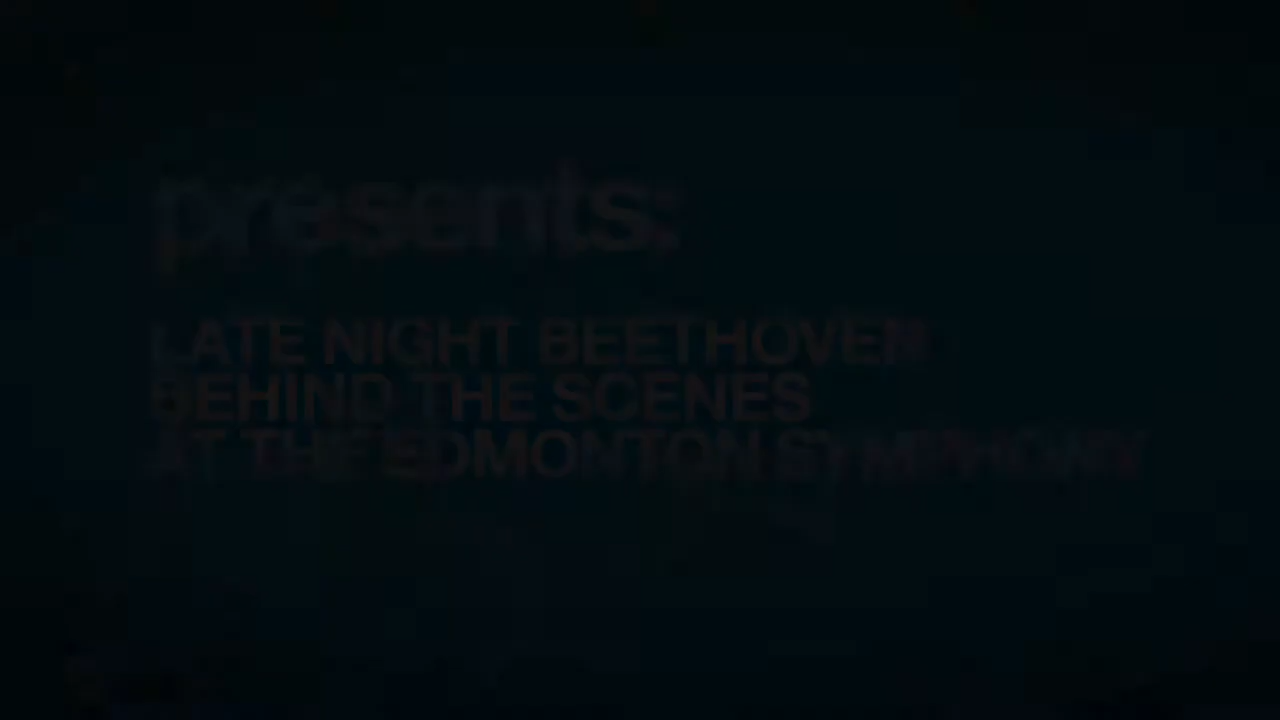 presents:
LATE NIGHT BEETHOVEN
BEHIND THE SCENES
AT THE EDMONTON SYMPHONY